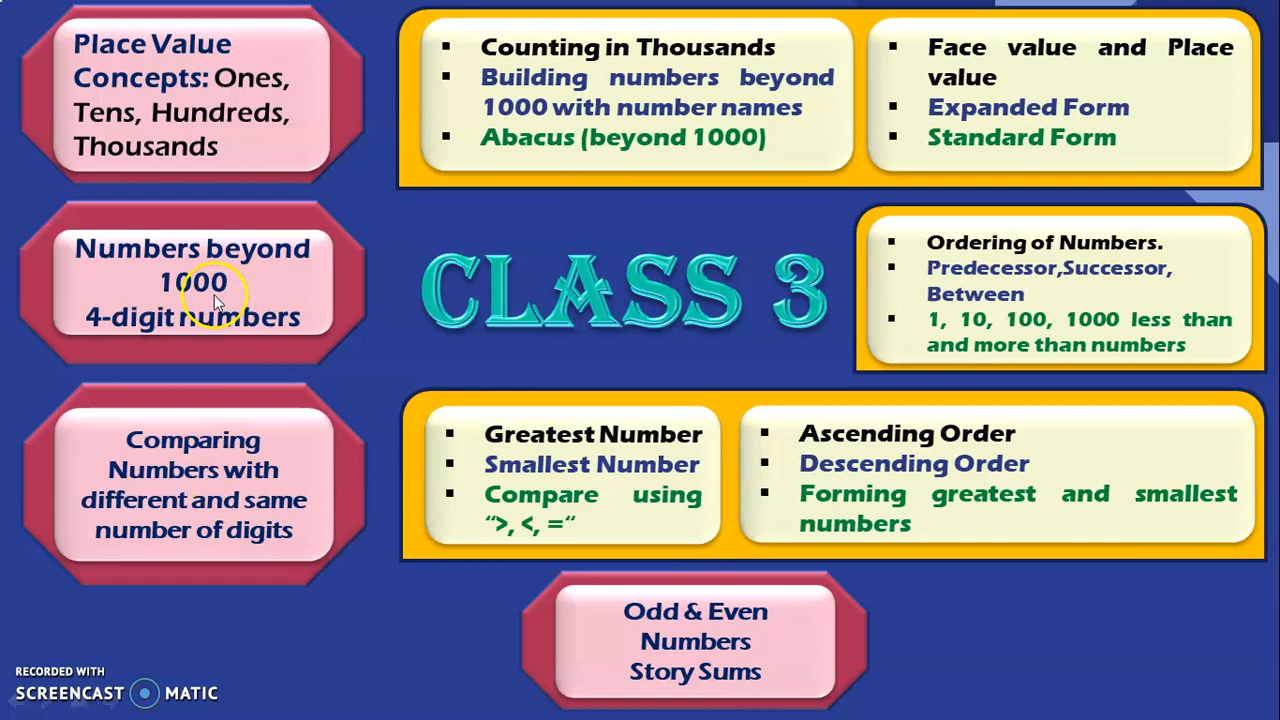 Place Value
Concepts: Ones,
Tens, Hundreds,
Thousands
▪ Counting in Thousands
▪ Building numbers beyond
1000 with number names
▪ Abacus (beyond 1000)
▪ Face value and Place
value
▪ Expanded Form
▪ Standard Form
Numbers beyond
1000
4-digit numbers
CLASS 3
▪ Ordering of Numbers.
▪ Predecessor,Successor,
Between
▪ 1, 10, 100, 1000 less than
and more than numbers
Comparing
Numbers with
different and same
number of digits
▪ Greatest Number
▪ Smallest Number
▪ Compare using
“>, <, =“
▪ Ascending Order
▪ Descending Order
▪ Forming greatest and smallest
numbers
Odd & Even
Numbers
Story Sums
RECORDED WITH
SCREENCAST MATIC